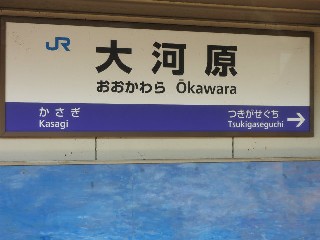 JR 大河原
おおかわら Ōkawara
かさぎ つきがせぐち
Kasagi Tsukigaseguchi →